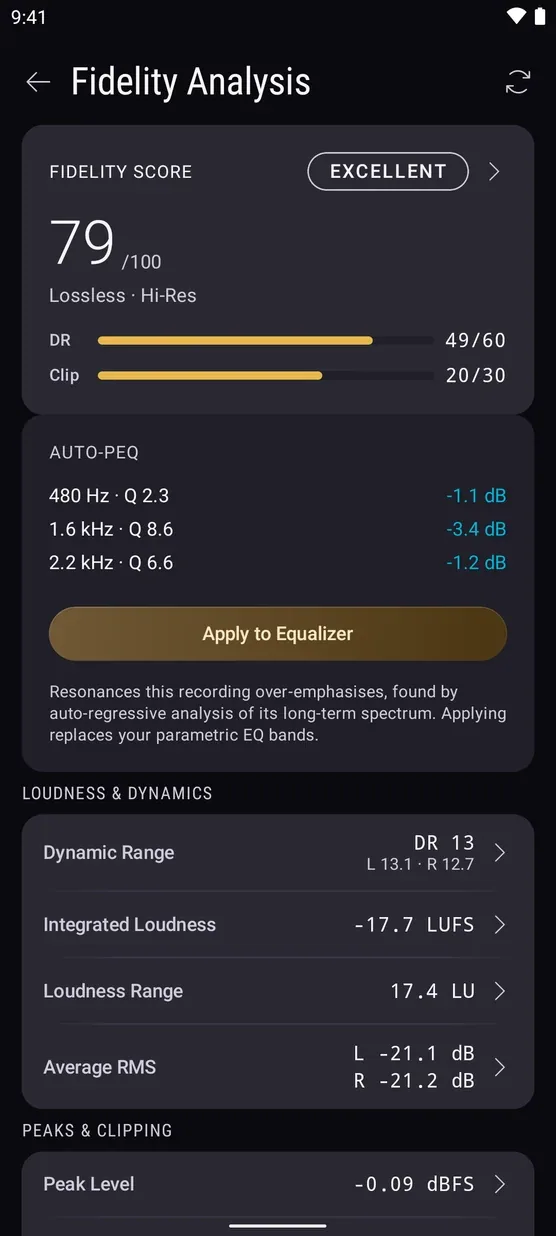 9:41
Fidelity Analysis
FIDELITY SCORE
EXCELLENT
79 /100
Lossless · Hi-Res
DR 49/60
Clip 20/30
AUTO-PEQ
480 Hz · Q 2.3 -1.1 dB
1.6 kHz · Q 8.6 -3.4 dB
2.2 kHz · Q 6.6 -1.2 dB
Apply to Equalizer
Resonances this recording over-emphasises, found by
auto-regressive analysis of its long-term spectrum. Applying
replaces your parametric EQ bands.
LOUDNESS & DYNAMICS
Dynamic Range DR 13
L 13.1 · R 12.7
Integrated Loudness -17.7 LUFS
Loudness Range 17.4 LU
Average RMS L -21.1 dB
R -21.2 dB
PEAKS & CLIPPING
Peak Level -0.09 dBFS